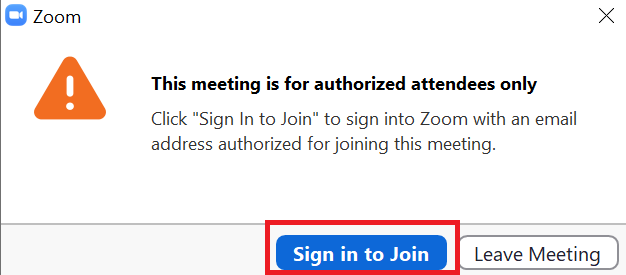 Zoom
This meeting is for authorized attendees only
Click "Sign In to Join" to sign into Zoom with an email
address authorized for joining this meeting.
Sign in to Join
Leave Meeting